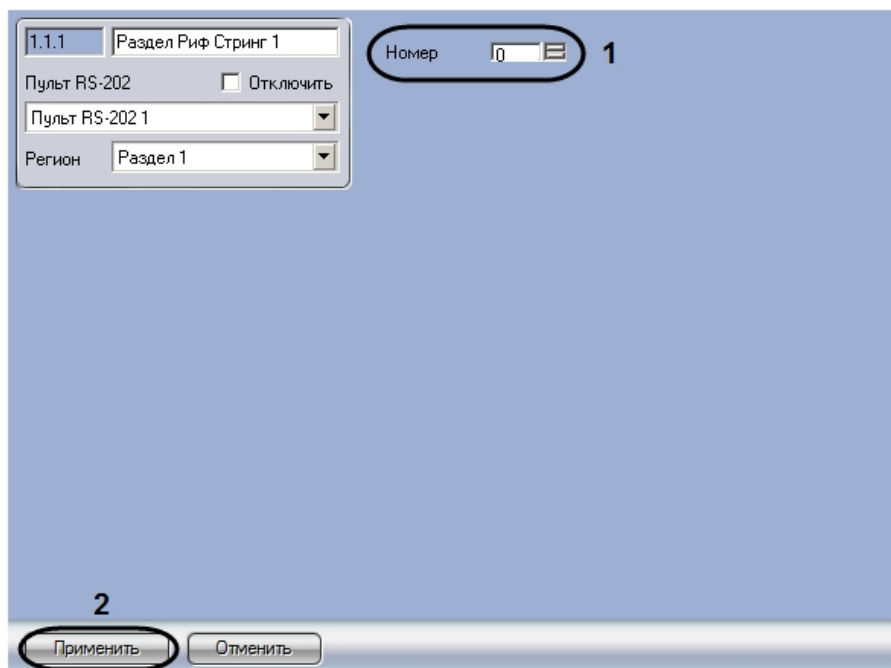 1.1.1 Раздел Риф Стринг 1
Пульт RS-202 Отключить
Пульт RS-202 1
Регион Раздел 1
Номер 0 1
2
Применить Отменить